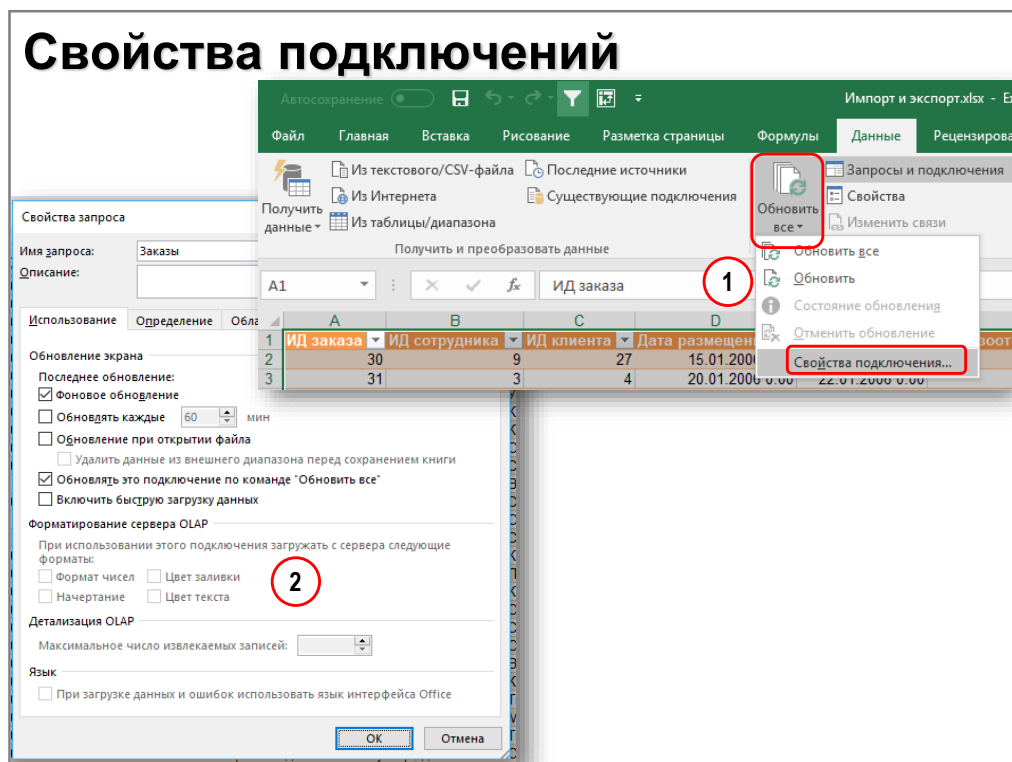 Свойства подключений
Автосохранение
Импорт и экспорт.xlsx - Ex
Файл Главная Вставка Рисование Разметка страницы Формулы Данные Рецензирова
Получить данные
Из текстового/CSV-файла
Из Интернета
Из таблицы/диапазона
Последние источники
Существующие подключения
Получить и преобразовать данные
Обновить все
Запросы и подключения
Свойства
Изменить связи
Обновить все
Обновить
Состояние обновления
Отменить обновление
Свойства подключения...
1
A1 fx ИД заказа
A B C D
1 ИД заказа ИД сотрудника ИД клиента Дата размещен
2 30 9 27 15.01.200
3 31 3 4 20.01.2006 0:00 22.01.2006 0:00
Свойства запроса
Имя запроса: Заказы
Описание:
Использование Определение Обла
Обновление экрана
Последнее обновление:
Фоновое обновление
Обновлять каждые 60 мин
Обновление при открытии файла
Удалить данные из внешнего диапазона перед сохранением книги
Обновлять это подключение по команде "Обновить все"
Включить быструю загрузку данных
Форматирование сервера OLAP
При использовании этого подключения загружать с сервера следующие
форматы:
Формат чисел Цвет заливки
Начертание Цвет текста
2
Детализация OLAP
Максимальное число извлекаемых записей:
Язык
При загрузке данных и ошибок использовать язык интерфейса Office
ОК Отмена